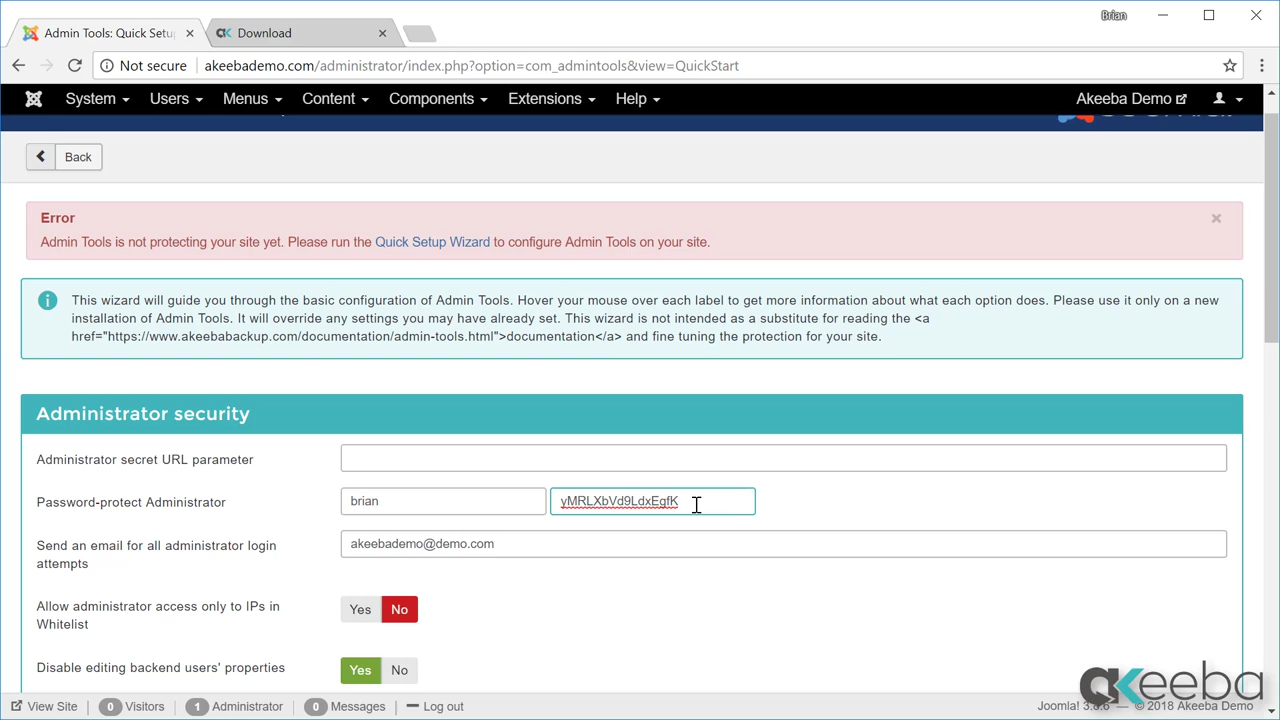 Brian
Admin Tools: Quick Setu
Download
Not secure akeebademo.com/administrator/index.php?option=com_admintools&view=QuickStart
System Users Menus Content Components Extensions Help Akeeba Demo
Back
Error
Admin Tools is not protecting your site yet. Please run the Quick Setup Wizard to configure Admin Tools on your site.
This wizard will guide you through the basic configuration of Admin Tools. Hover your mouse over each label to get more information about what each option does. Please use it only on a new
installation of Admin Tools. It will override any settings you may have already set. This wizard is not intended as a substitute for reading the <a
href="https://www.akeebabackup.com/documentation/admin-tools.html">documentation</a> and fine tuning the protection for your site.
Administrator security
Administrator secret URL parameter
Password-protect Administrator brian yMRLXbVd9LdxEgfK
Send an email for all administrator login
attempts
akeebademo@demo.com
Allow administrator access only to IPs in
Whitelist
Yes No
Disable editing backend users' properties Yes No
akeeba
View Site 0 Visitors 1 Administrator 0 Messages Log out
© 2018 Akeeba Demo